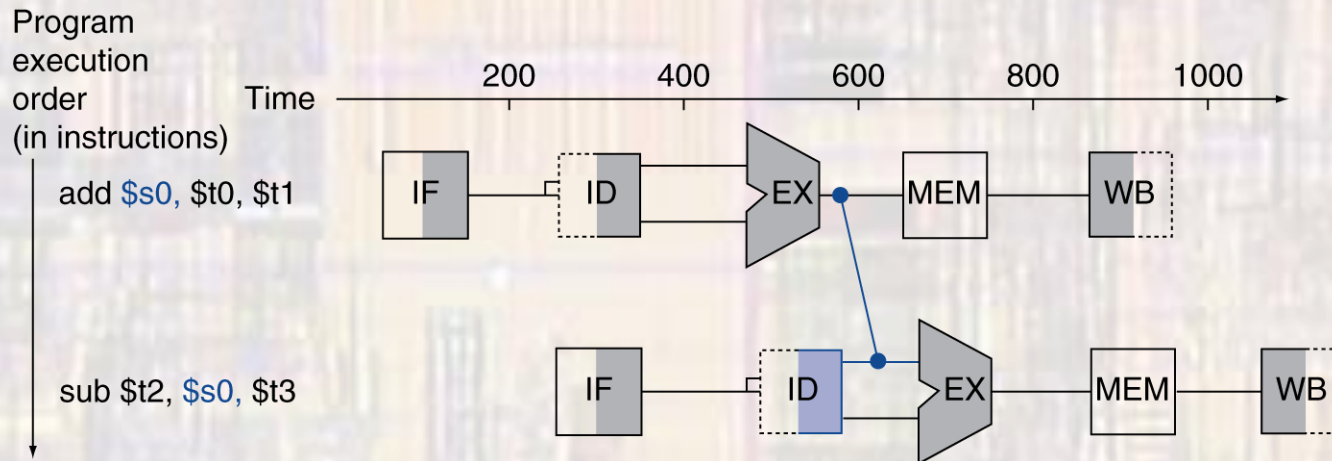 Program
execution
order
(in instructions)
Time
200 400 600 800 1000
add $s0, $t0, $t1
IF ID EX MEM WB
sub $t2, $s0, $t3
IF ID EX MEM WB